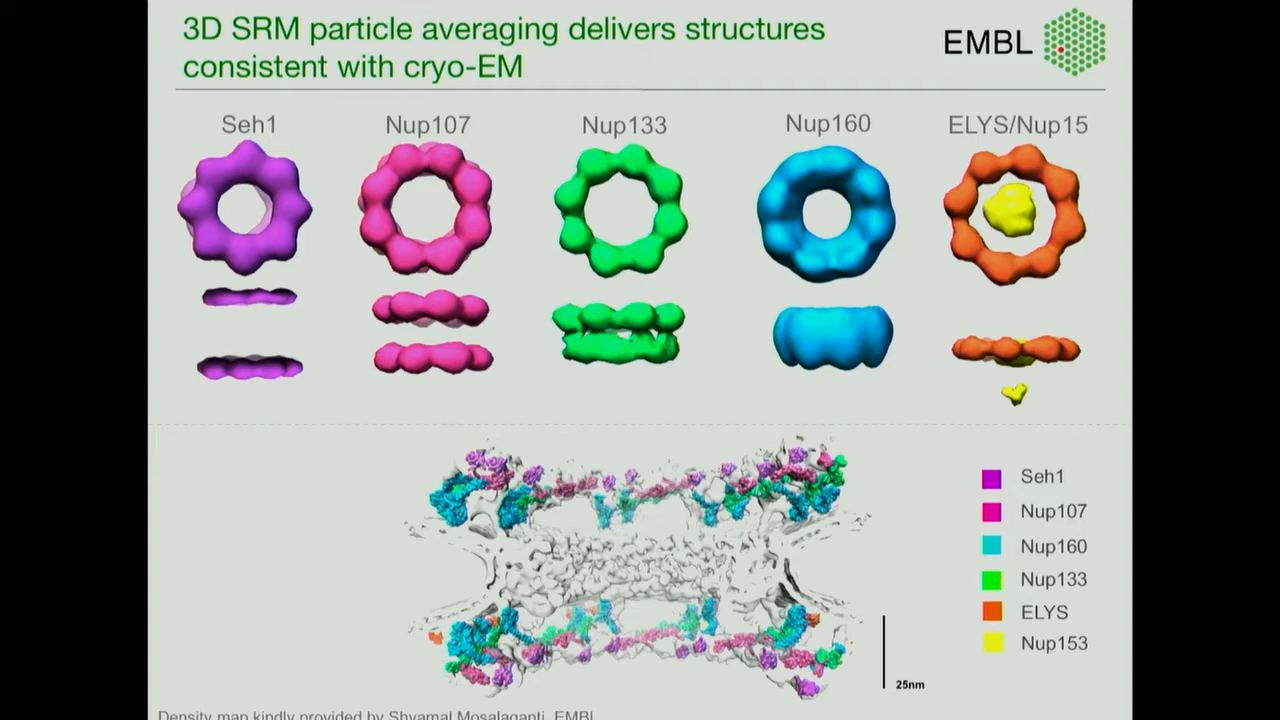 3D SRM particle averaging delivers structures
consistent with cryo-EM
EMBL
Seh1
Nup107
Nup133
Nup160
ELYS/Nup15
Seh1
Nup107
Nup160
Nup133
ELYS
Nup153
25nm
Density map kindly provided by Shyamal Mosalaganti, EMBL